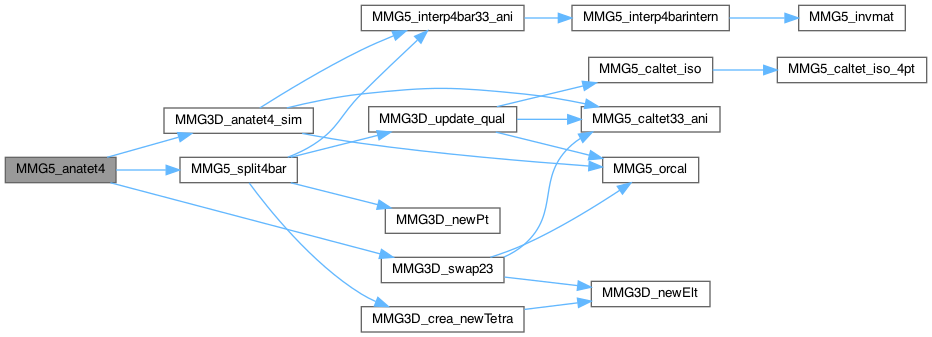 MMG5_anatet4
MMG3D_anatet4_sim
MMG5_split4bar
MMG5_interp4bar33_ani
MMG3D_update_qual
MMG3D_newPt
MMG3D_swap23
MMG3D_crea_newTetra
MMG5_interp4barintern
MMG5_caltet_iso
MMG5_caltet33_ani
MMG5_orcal
MMG3D_newElt
MMG5_invmat
MMG5_caltet_iso_4pt